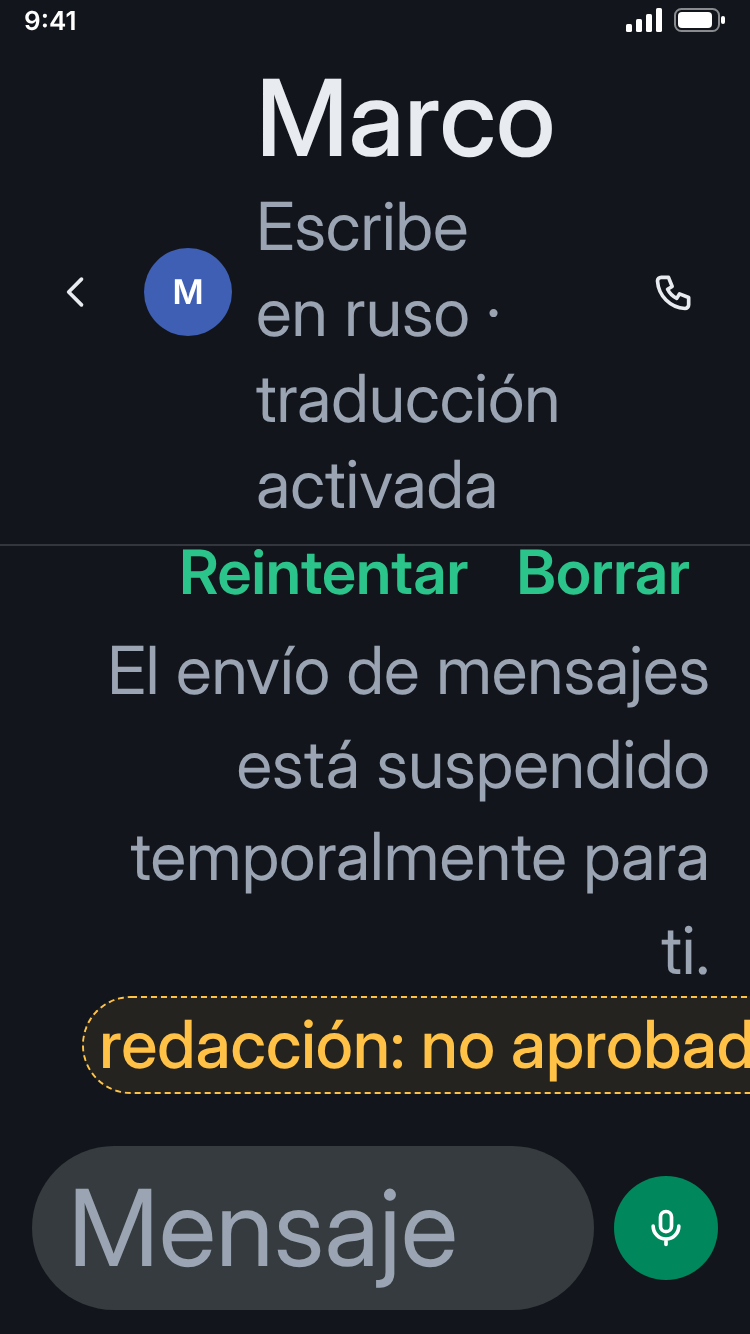 9:41
Marco
M
Escribe
en ruso ·
traducción
activada
Reintentar Borrar
El envío de mensajes
está suspendido
temporalmente para
ti.
redacción: no aprobad
Mensaje